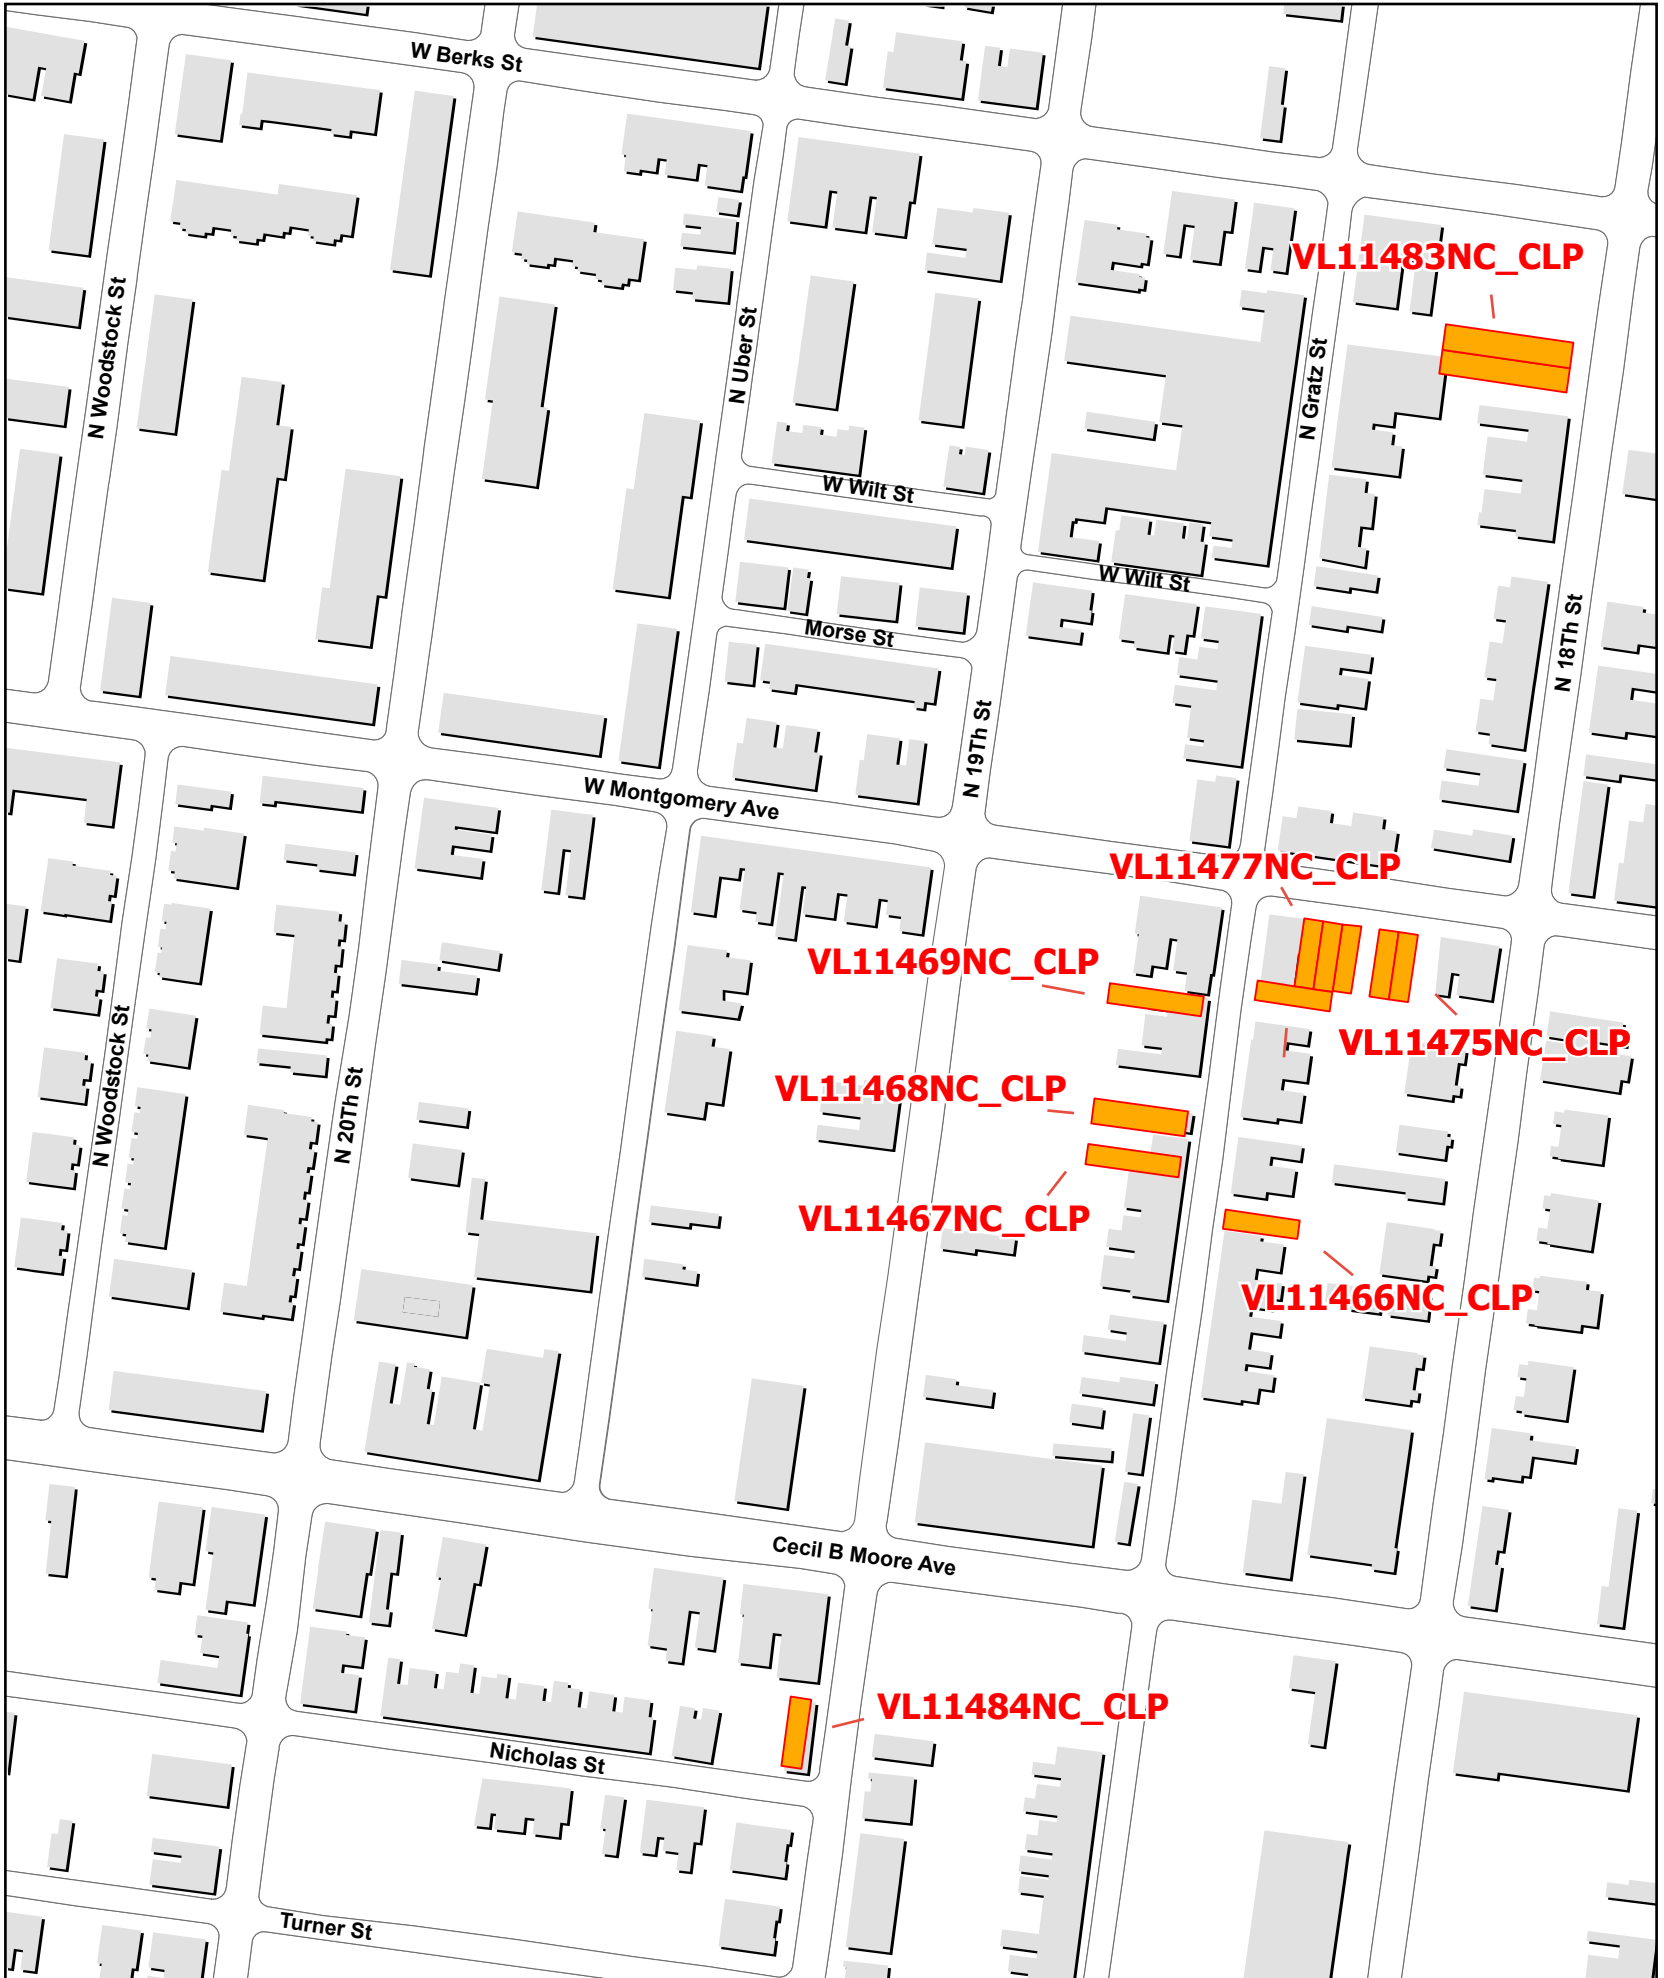 W Berks St
VL11483NC_CLP
N Woodstock St
N Uber St
N Gratz St
W Wilt St
W Wilt St
Morse St
N 18Th St
N 19Th St
W Montgomery Ave
VL11477NC_CLP
VL11469NC_CLP
VL11475NC_CLP
N Woodstock St
N 20Th St
VL11468NC_CLP
VL11467NC_CLP
VL11466NC_CLP
Cecil B Moore Ave
VL11484NC_CLP
Nicholas St
Turner St